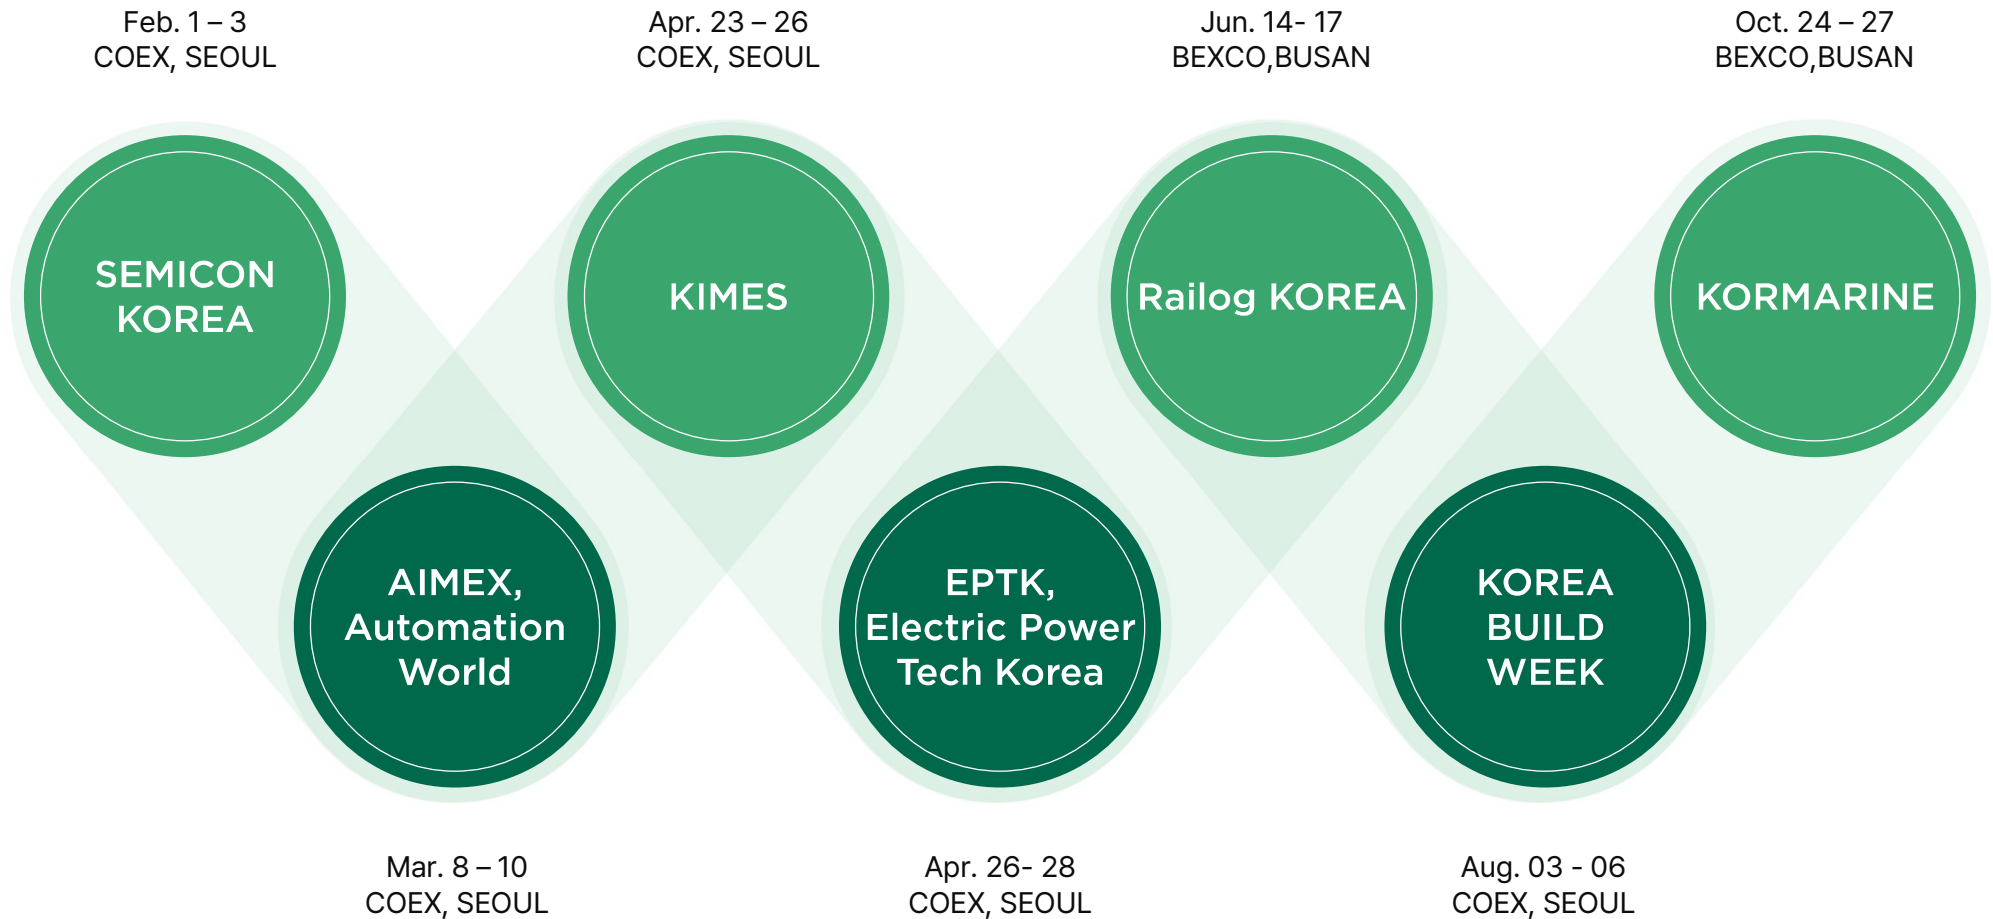 Feb. 1 – 3
COEX, SEOUL
Apr. 23 – 26
COEX, SEOUL
Jun. 14- 17
BEXCO,BUSAN
Oct. 24 – 27
BEXCO,BUSAN
SEMICON
KOREA
KIMES
Railog KOREA
KORMARINE
AIMEX,
Automation
World
EPTK,
Electric Power
Tech Korea
KOREA
BUILD
WEEK
Mar. 8 – 10
COEX, SEOUL
Apr. 26- 28
COEX, SEOUL
Aug. 03 - 06
COEX, SEOUL